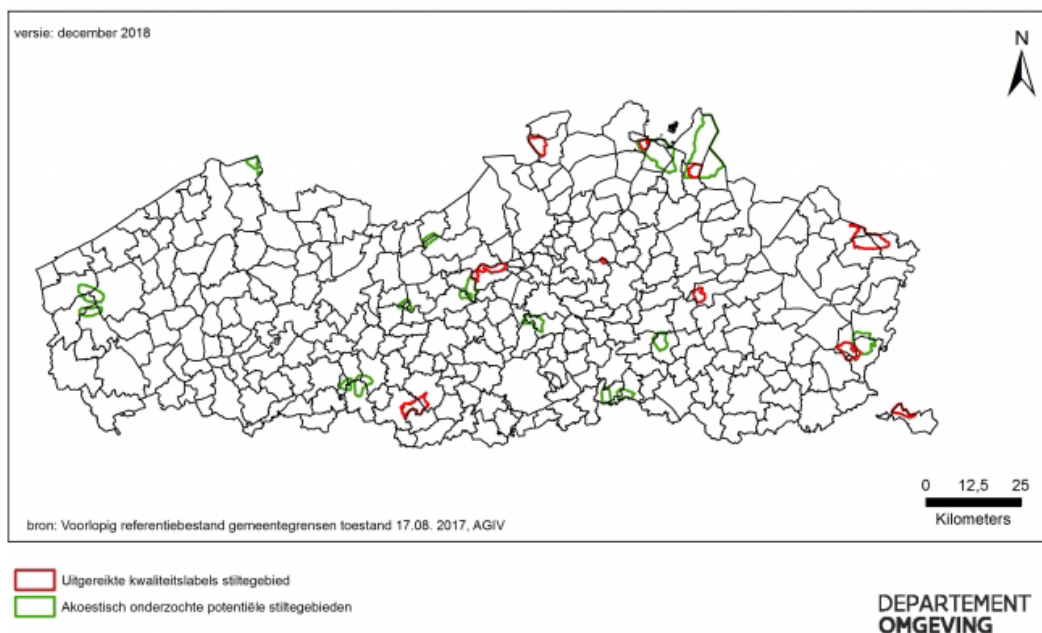 versie: december 2018
N
0 12,5 25
Kilometers
bron: Voorlopig referentiebestand gemeentegrensen toestand 17.08. 2017, AGIV
Uitgereikte kwaliteitslabels stiltegebied
Akoestisch onderzochte potentiële stiltegebieden
DEPARTEMENT
OMGEVING